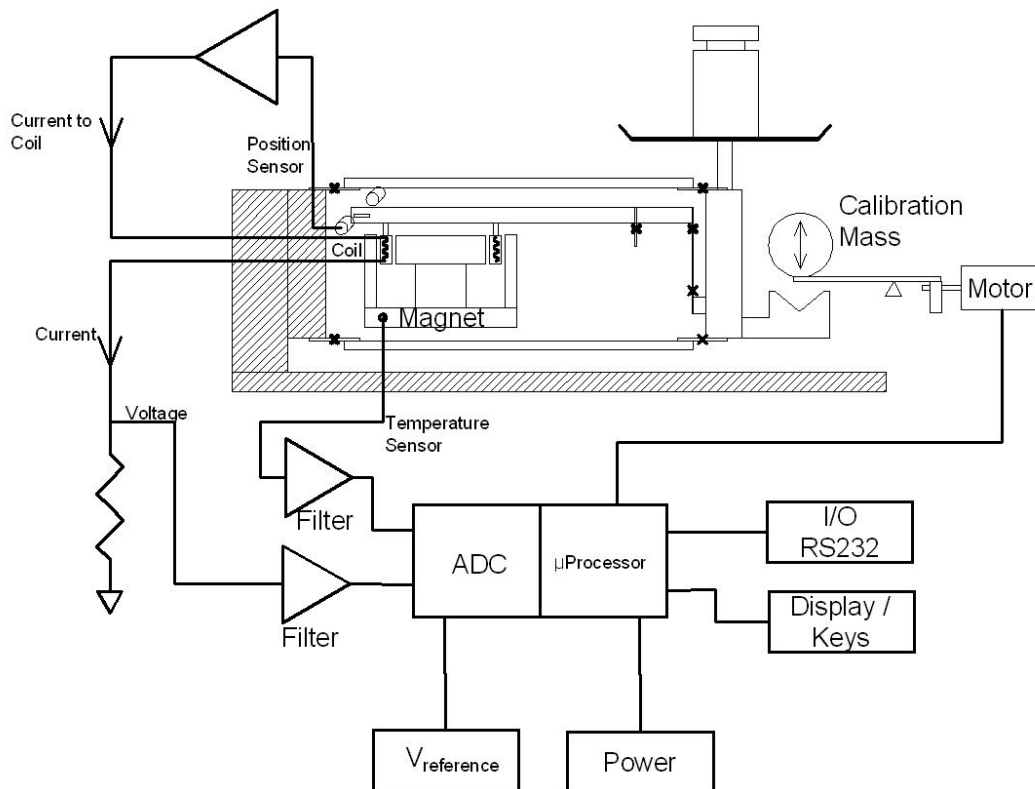 Current to
Coil
Position
Sensor
Calibration
Mass
Coil
Motor
Magnet
Current
Voltage
Temperature
Sensor
Filter
I/O
RS232
ADC
µProcessor
Display /
Keys
Filter
Vreference
Power